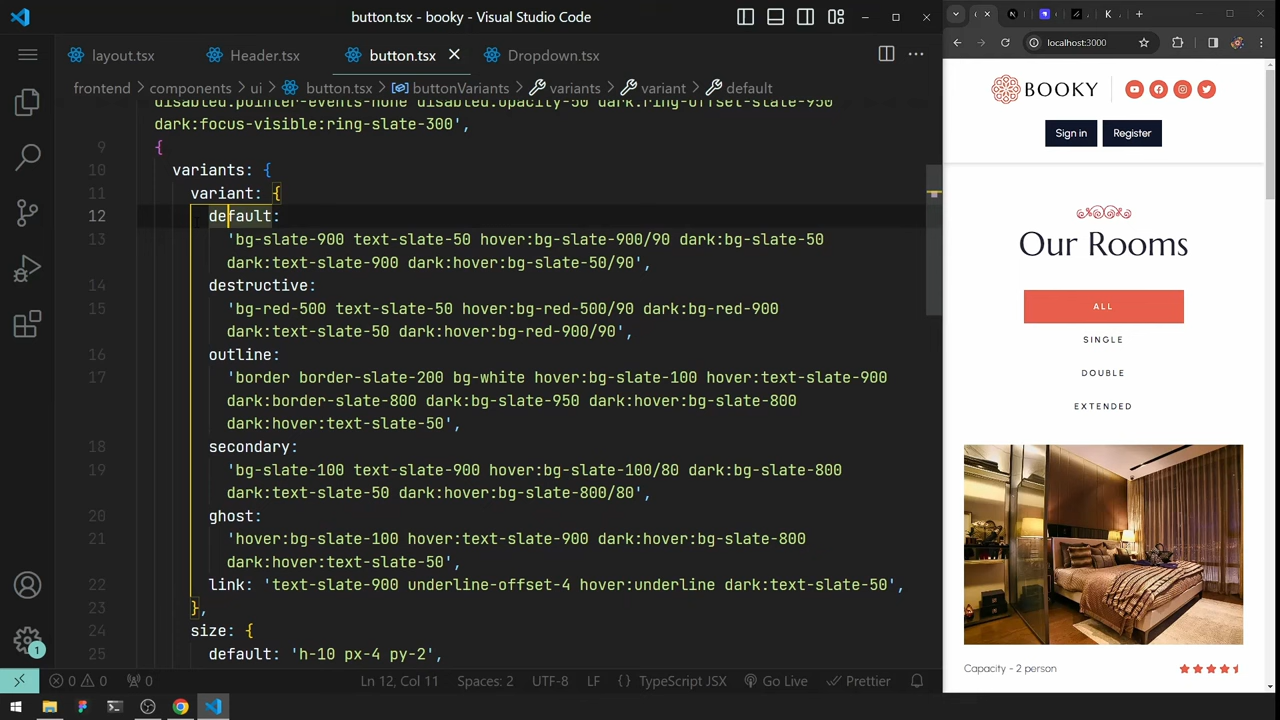 button.tsx - booky - Visual Studio Code
layout.tsx
Header.tsx
button.tsx
Dropdown.tsx
frontend > components > ui > button.tsx > buttonVariants > variants > variant > default
disabled:pointer-events-none disabled:opacity-50 dark:ring-offset-slate-950
dark:focus-visible:ring-slate-300',
9 {
10 variants: {
11 variant: {
12 default:
13 'bg-slate-900 text-slate-50 hover:bg-slate-900/90 dark:bg-slate-50
dark:text-slate-900 dark:hover:bg-slate-50/90',
14 destructive:
15 'bg-red-500 text-slate-50 hover:bg-red-500/90 dark:bg-red-900
dark:text-slate-50 dark:hover:bg-red-900/90',
16 outline:
17 'border border-slate-200 bg-white hover:bg-slate-100 hover:text-slate-900
dark:border-slate-800 dark:bg-slate-950 dark:hover:bg-slate-800
dark:hover:text-slate-50',
18 secondary:
19 'bg-slate-100 text-slate-900 hover:bg-slate-100/80 dark:bg-slate-800
dark:text-slate-50 dark:hover:bg-slate-800/80',
20 ghost:
21 'hover:bg-slate-100 hover:text-slate-900 dark:hover:bg-slate-800
dark:hover:text-slate-50',
22 link: 'text-slate-900 underline-offset-4 hover:underline dark:text-slate-50',
23 },
24 size: {
25 default: 'h-10 px-4 py-2',
1
0 0 0 Ln 12, Col 11 Spaces: 2 UTF-8 LF {} TypeScript JSX Go Live Prettier
localhost:3000
BOOKY
Sign in
Register
Our Rooms
ALL
SINGLE
DOUBLE
EXTENDED
Capacity - 2 person